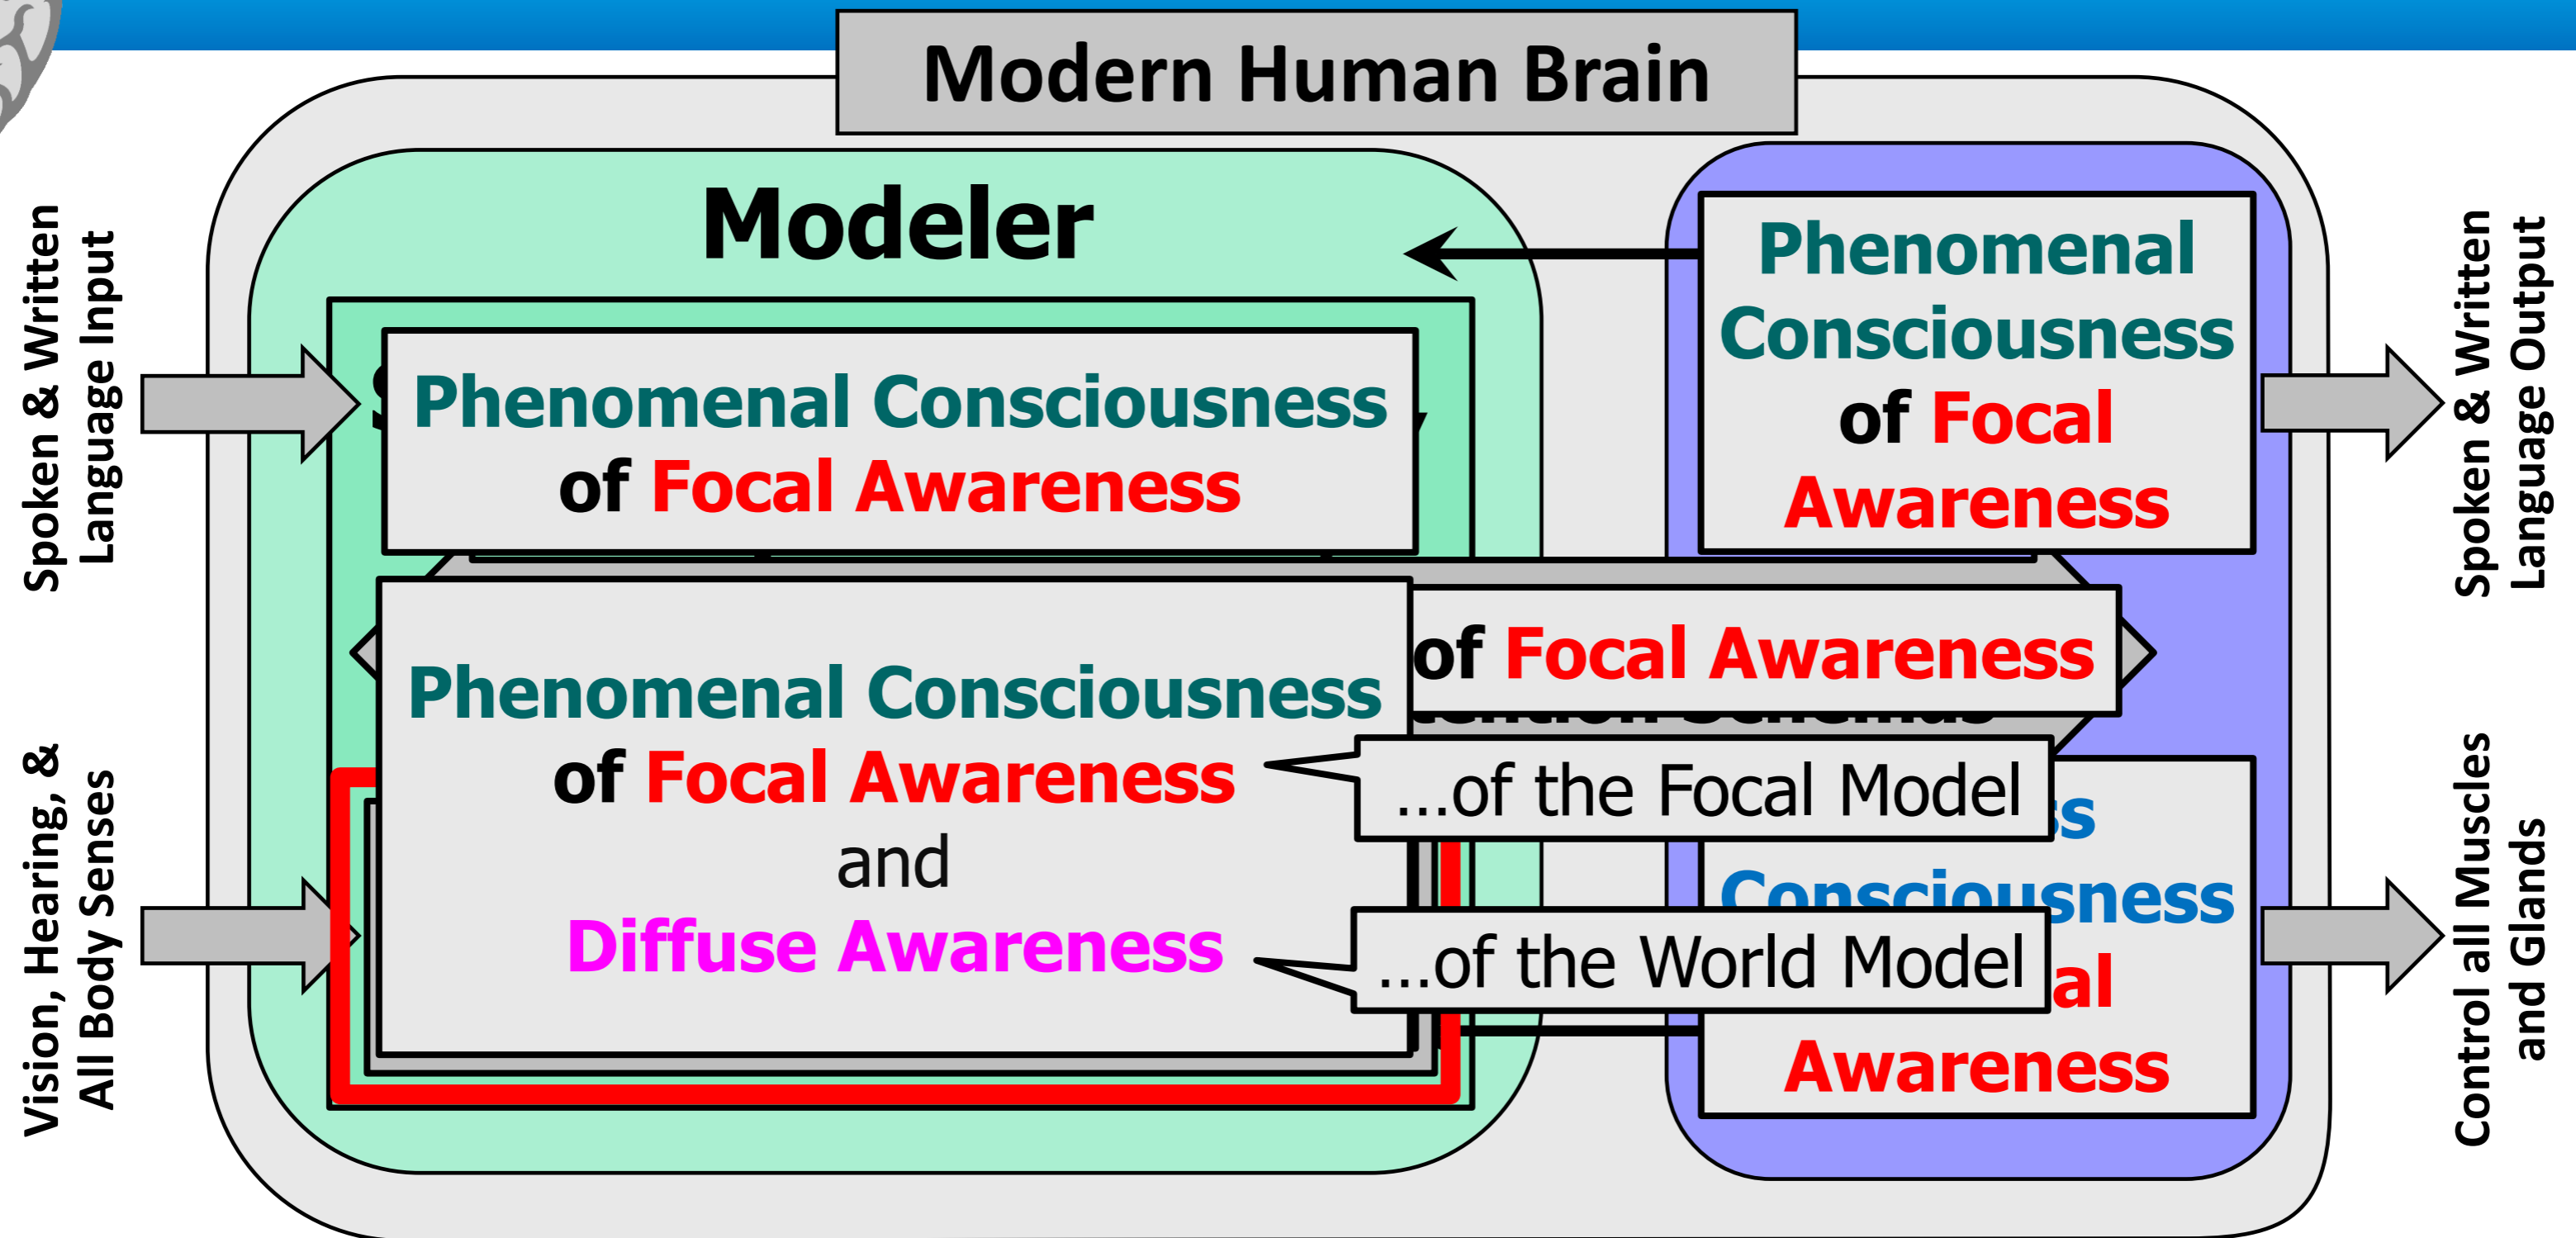 Modern Human Brain
Modeler
Spoken & Written
Language Input
Vision, Hearing, &
All Body Senses
Phenomenal Consciousness
of Focal Awareness
Phenomenal Consciousness
of Focal Awareness
and
Diffuse Awareness
of Focal Awareness
...of the Focal Model
...of the World Model
Phenomenal
Consciousness
of Focal
Awareness
Consciousness
Awareness
Spoken & Written
Language Output
Control all Muscles
and Glands